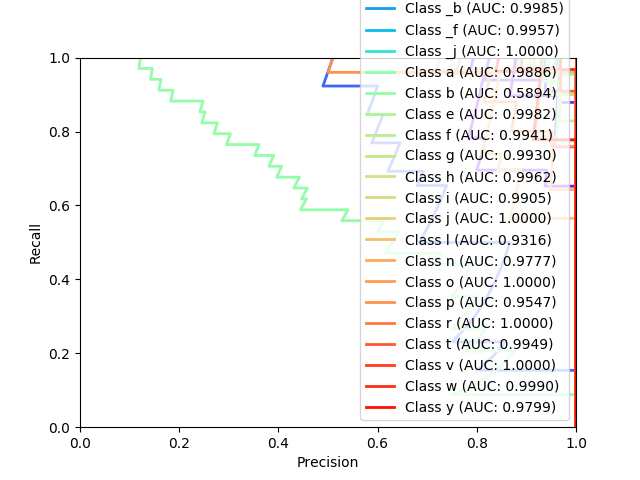 Class _b (AUC: 0.9985)
Class _f (AUC: 0.9957)
Class _j (AUC: 1.0000)
Class a (AUC: 0.9886)
Class b (AUC: 0.5894)
Class e (AUC: 0.9982)
Class f (AUC: 0.9941)
Class g (AUC: 0.9930)
Class h (AUC: 0.9962)
Class i (AUC: 0.9905)
Class j (AUC: 1.0000)
Class l (AUC: 0.9316)
Class n (AUC: 0.9777)
Class o (AUC: 1.0000)
Class p (AUC: 0.9547)
Class r (AUC: 1.0000)
Class t (AUC: 0.9949)
Class v (AUC: 1.0000)
Class w (AUC: 0.9990)
Class y (AUC: 0.9799)
1.0
0.8
0.6
0.4
0.2
0.0
Recall
0.0 0.2 0.4 0.6 0.8 1.0
Precision